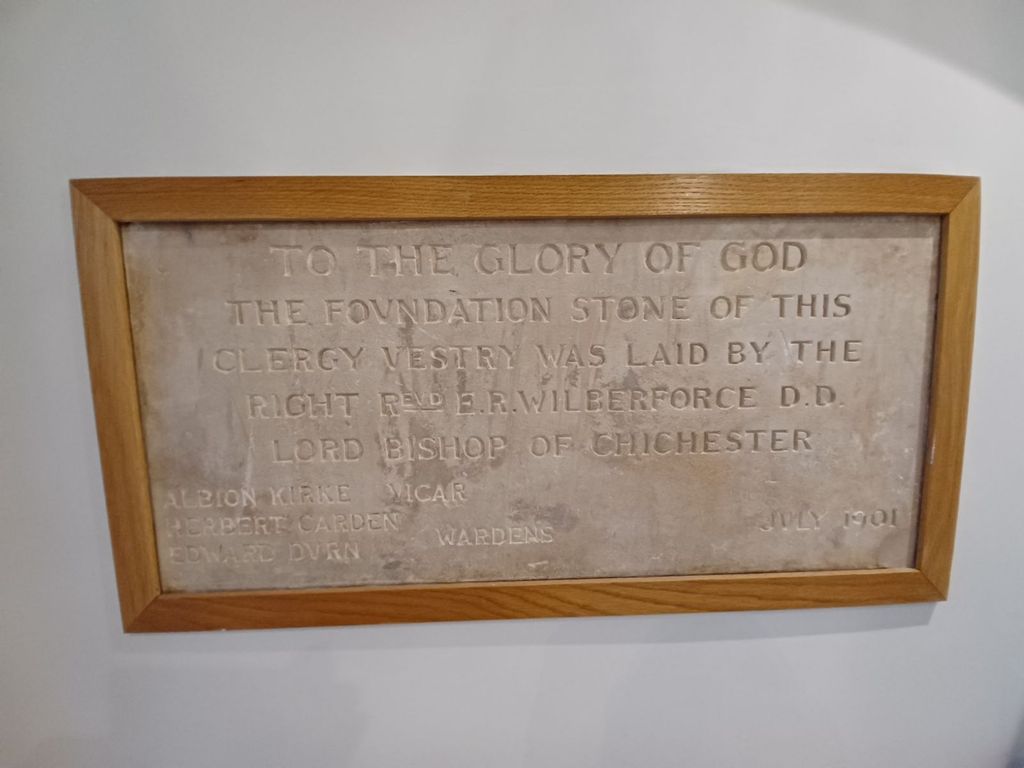 TO THE GLORY OF GOD
THE FOVNDATION STONE OF THIS
CLERGY VESTRY WAS LAID BY THE
RIGHT REVD E.R. WILBERFORCE D.D.
LORD BISHOP OF CHICHESTER
ALBION KIRKE VICAR
HERBERT CARDEN
EDWARD DVRN
WARDENS
JVLY 1901